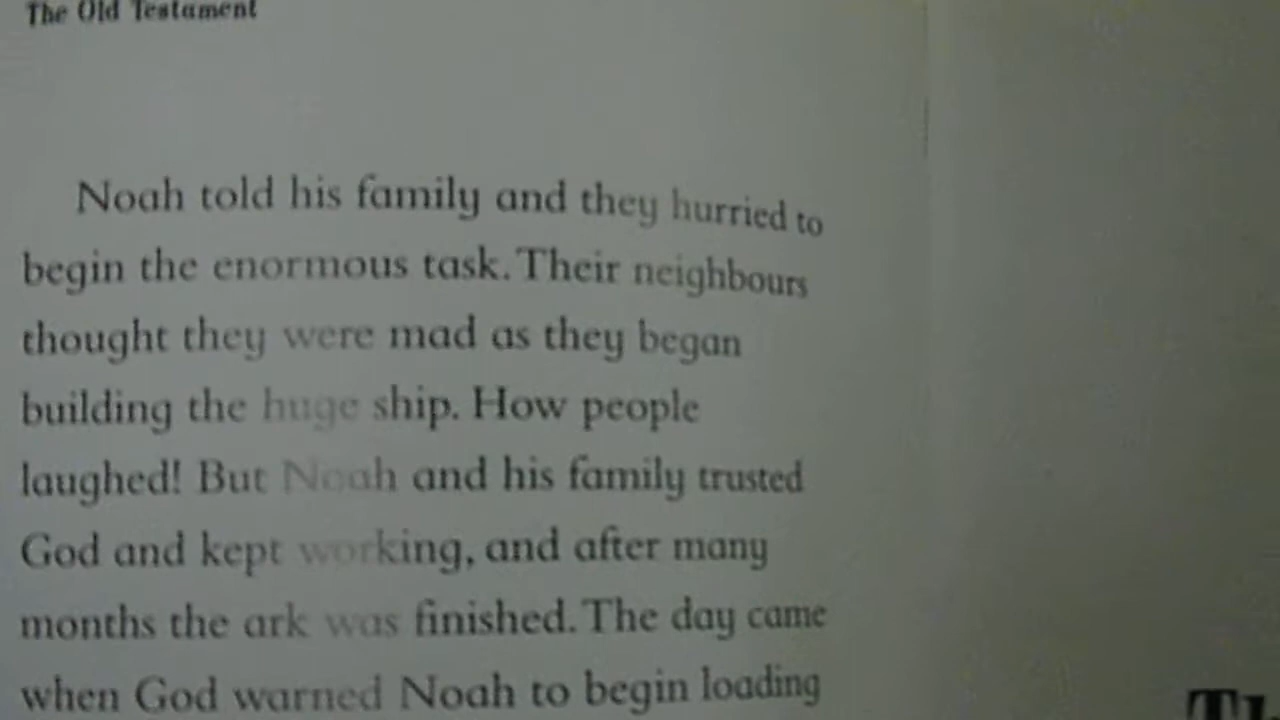 The Old Testament
Noah told his family and they hurried to
begin the enormous task. Their neighbours
thought they were mad as they began
building the huge ship. How people
laughed! But Noah and his family trusted
God and kept working, and after many
months the ark was finished. The day came
when God warned Noah to begin loading